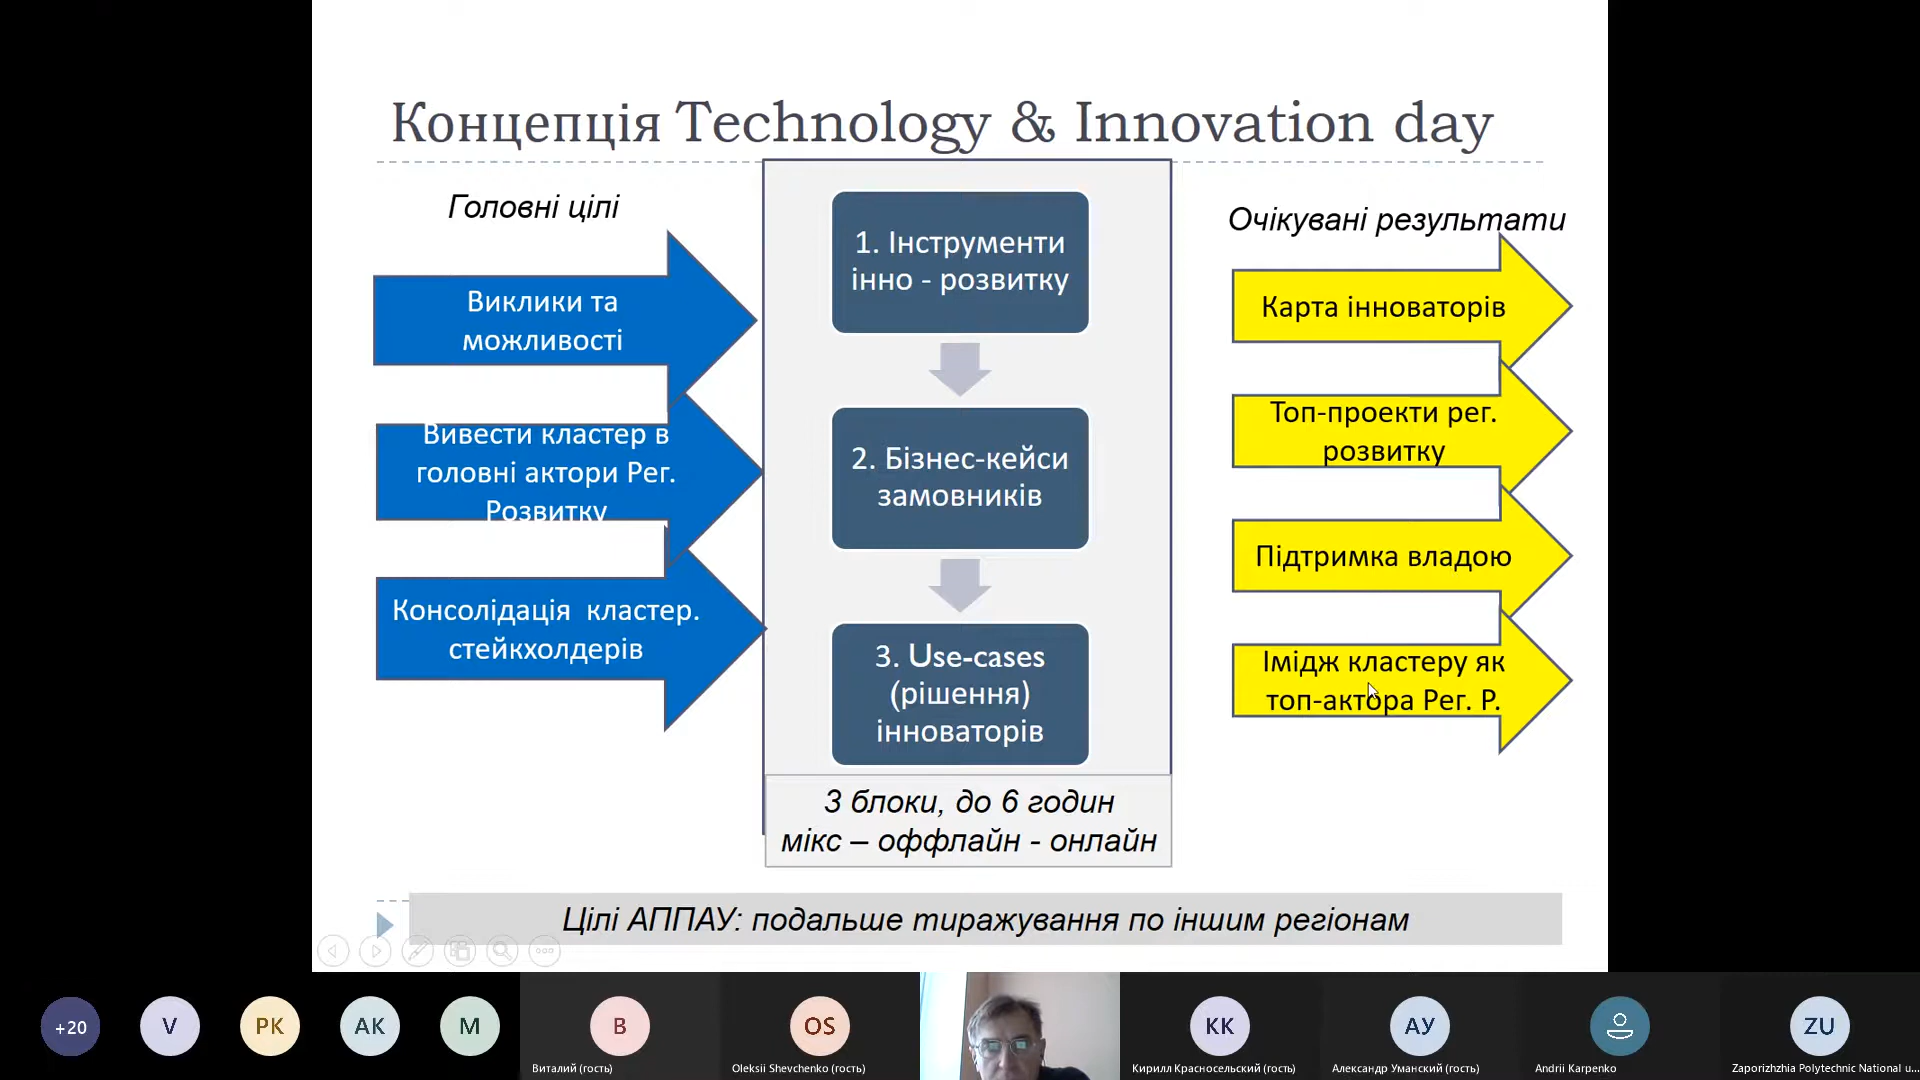 Концепція Technology & Innovation day
Головні цілі
Виклики та
можливості
Вивести кластер в
головні актори Рег.
Розвитку
Консолідація кластер.
стейкхолдерів
1. Інструменти
інно - розвитку
2. Бізнес-кейси
замовників
3. Use-cases
(рішення)
інноваторів
3 блоки, до 6 годин
мікс – оффлайн - онлайн
Очікувані результати
Карта інноваторів
Топ-проекти рег.
розвитку
Підтримка владою
Імідж кластеру як
топ-актора Рег. Р.
Цілі АППАУ: подальше тиражування по іншим регіонам
+20
V
PK
AK
M
В
OS
КК
АУ
ZU
Виталий (гость)
Oleksii Shevchenko (гость)
Кирилл Красносельский (гость)
Александр Уманский (гость)
Andrii Karpenko
Zaporizhzhia Polytechnic National u...